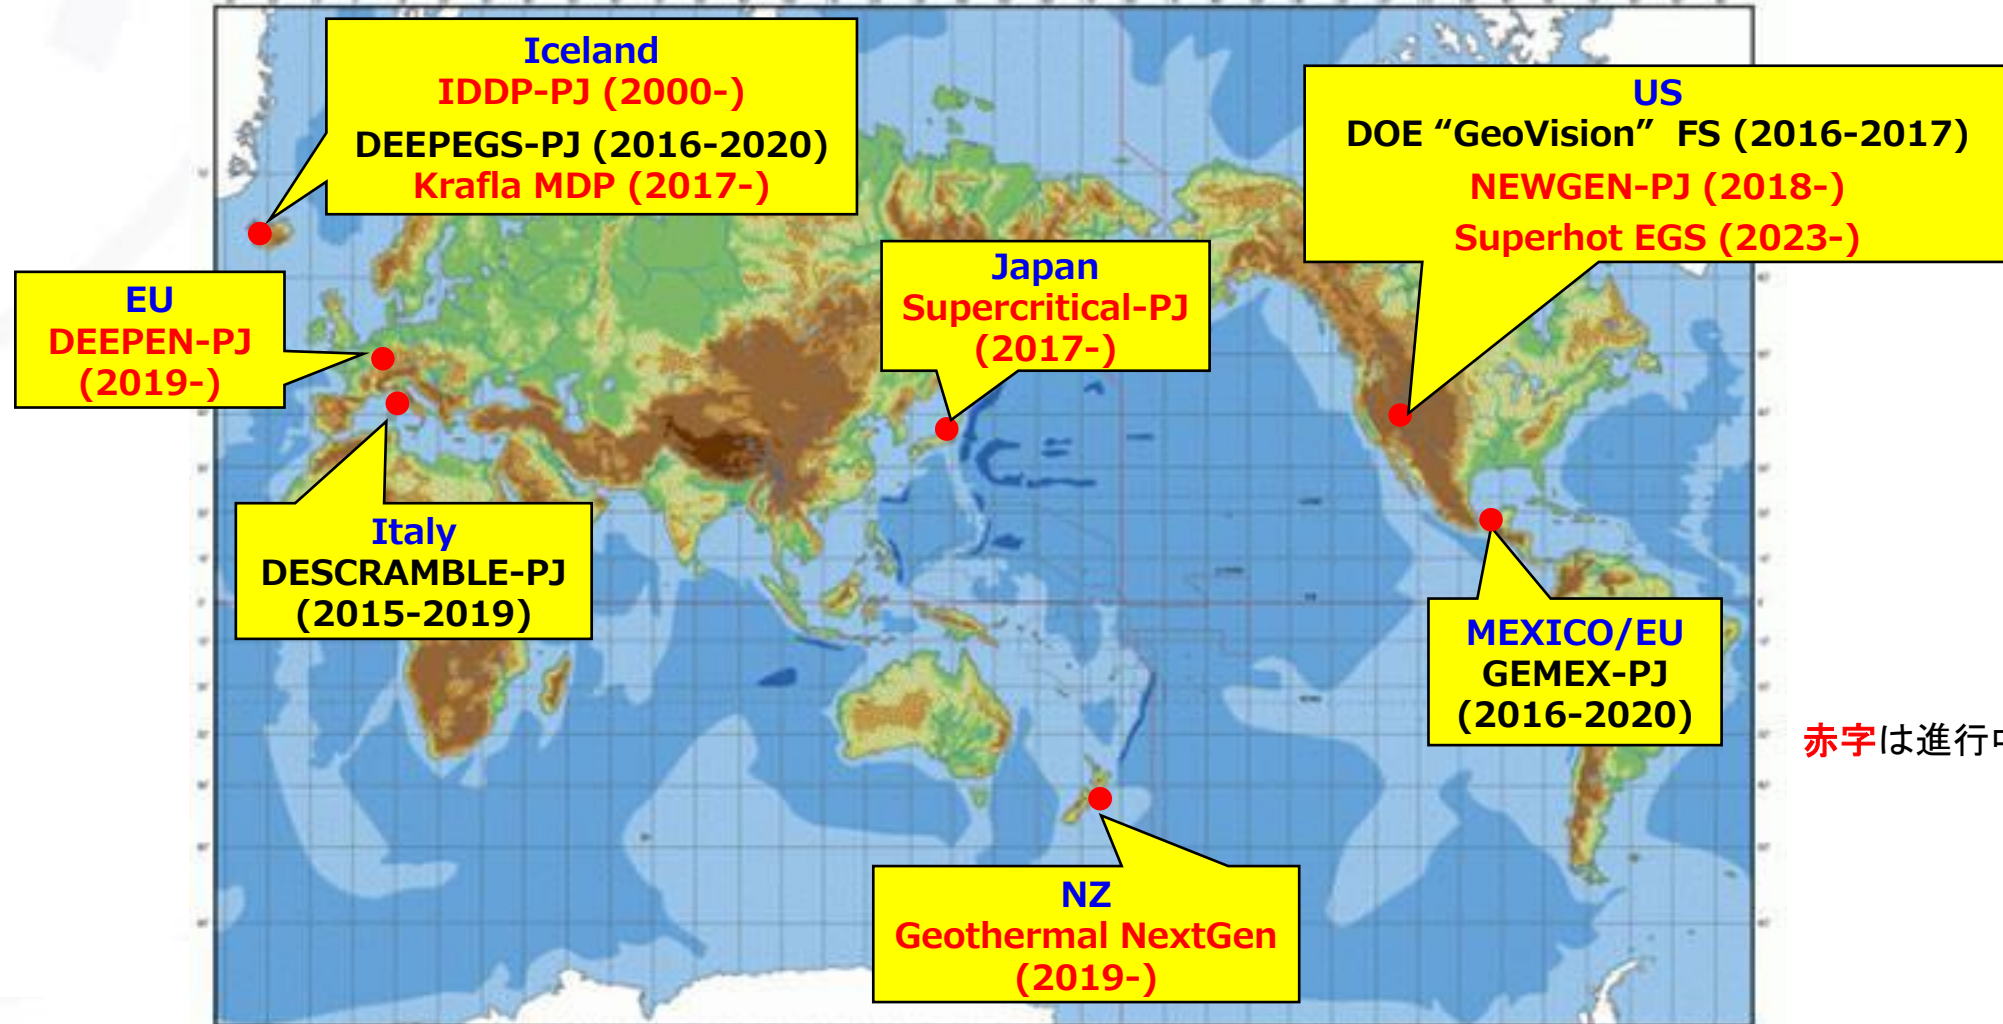 Iceland
IDDP-PJ (2000-)
DEEPEGS-PJ (2016-2020)
Krafla MDP (2017-)
US
DOE “GeoVision” FS (2016-2017)
NEWGEN-PJ (2018-)
Superhot EGS (2023-)
EU
DEEPEN-PJ
(2019-)
Japan
Supercritical-PJ
(2017-)
Italy
DESCRAMBLE-PJ
(2015-2019)
MEXICO/EU
GEMEX-PJ
(2016-2020)
赤字は進行中
NZ
Geothermal NextGen
(2019-)